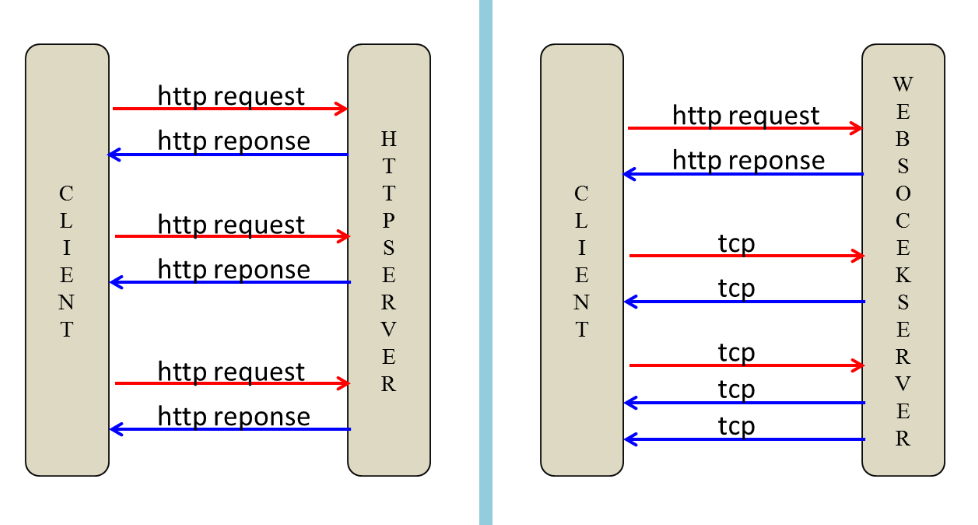 CLIENT
http request
http reponse
http request
http reponse
http request
http reponse
HTTPSERVER
CLIENT
http request
http reponse
tcp
tcp
tcp
tcp
tcp
WEBSOCEKSERVER